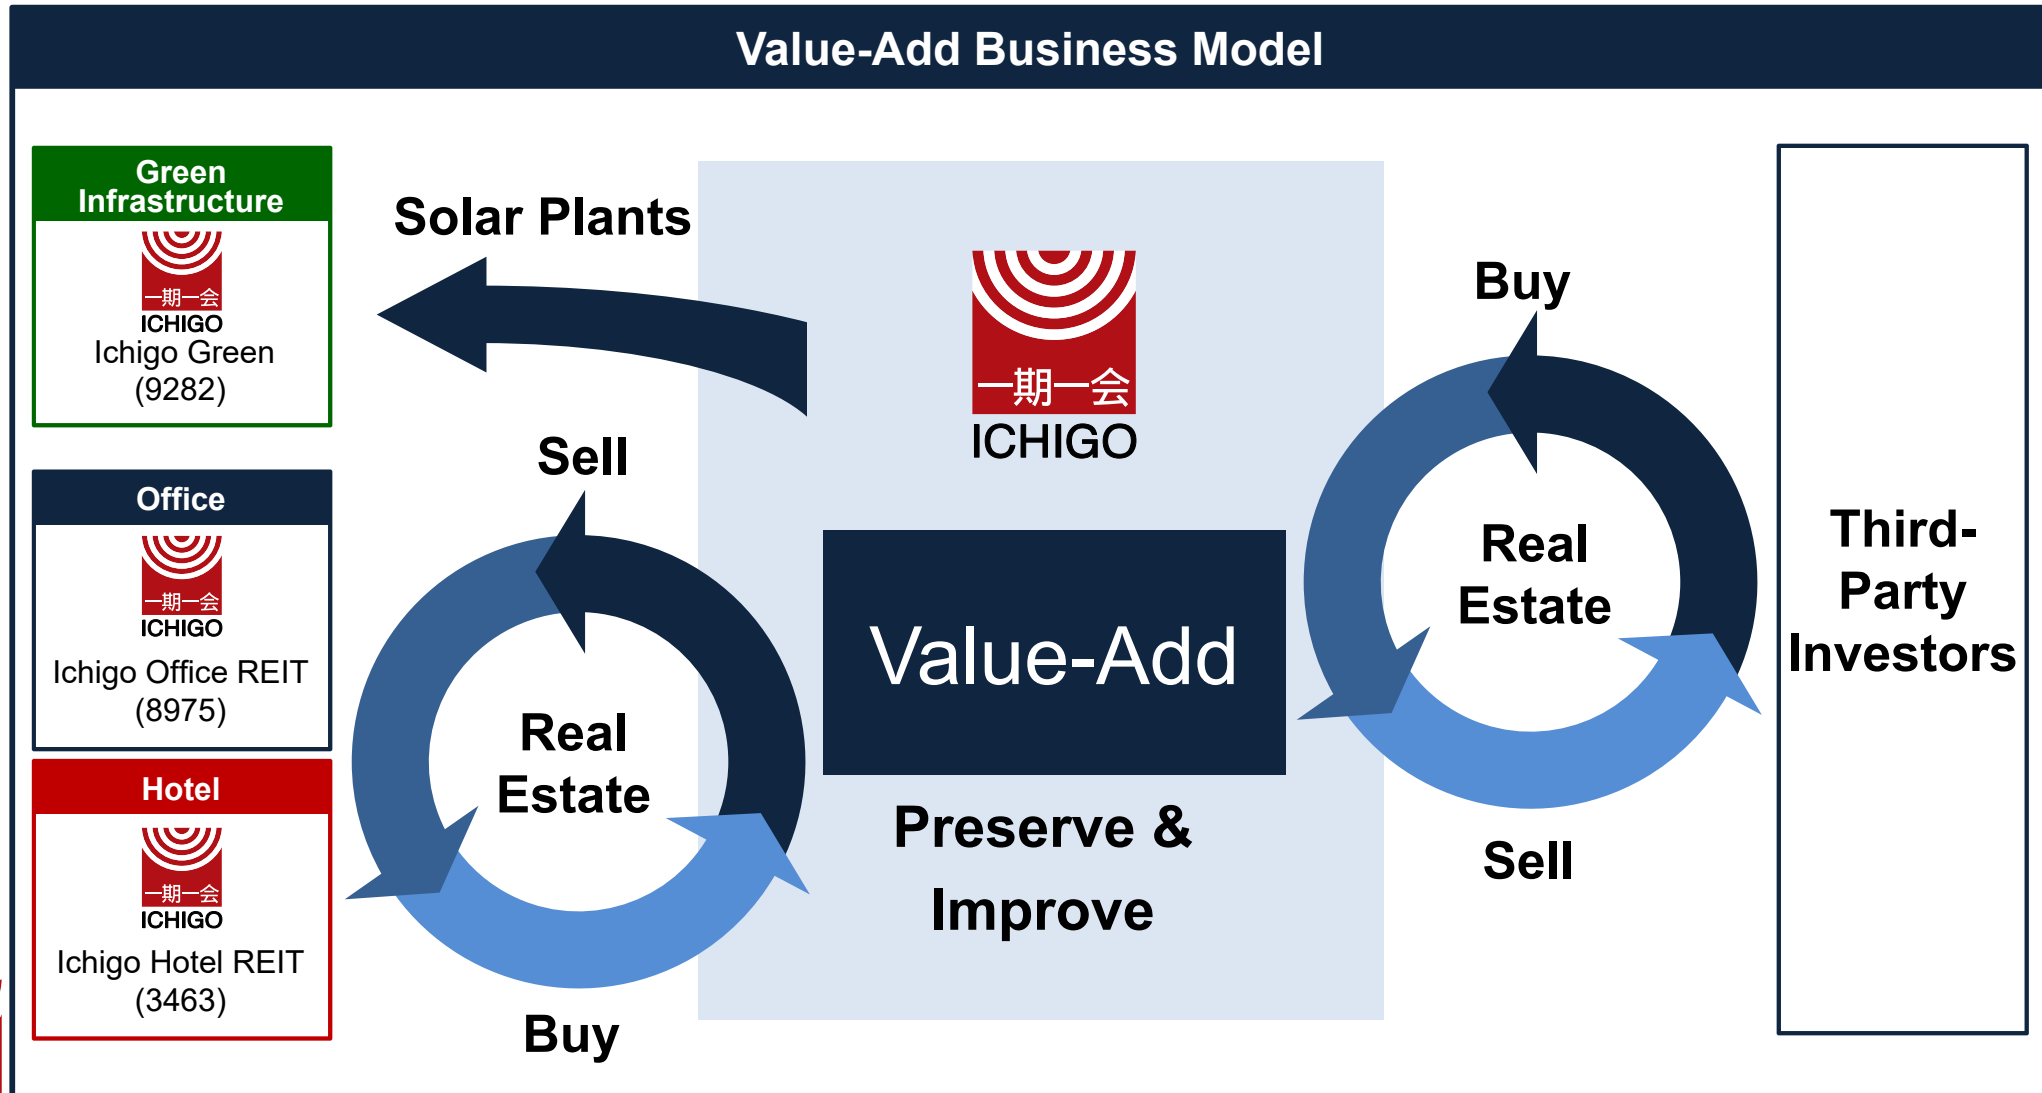 Value-Add Business Model
Green
Infrastructure
一期一会
ICHIGO
Ichigo Green
(9282)
Office
一期一会
ICHIGO
Ichigo Office REIT
(8975)
Hotel
一期一会
ICHIGO
Ichigo Hotel REIT
(3463)
Solar Plants
Sell
Real
Estate
Buy
一期一会
ICHIGO
Value-Add
Preserve &
Improve
Buy
Real
Estate
Sell
Third-
Party
Investors